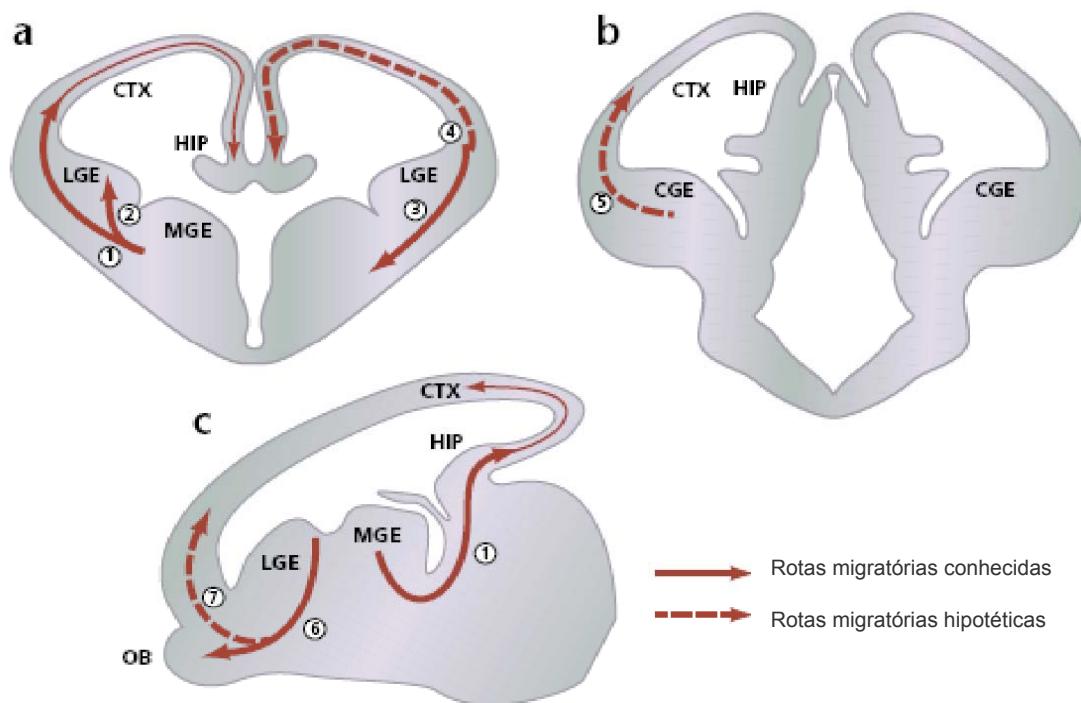 a
CTX
HIP
LGE
MGE
LGE
1
2
3
4
b
CTX HIP
CGE
CGE
5
c
CTX
HIP
MGE
LGE
OB
1
6
7
Rotas migratórias conhecidas
Rotas migratórias hipotéticas